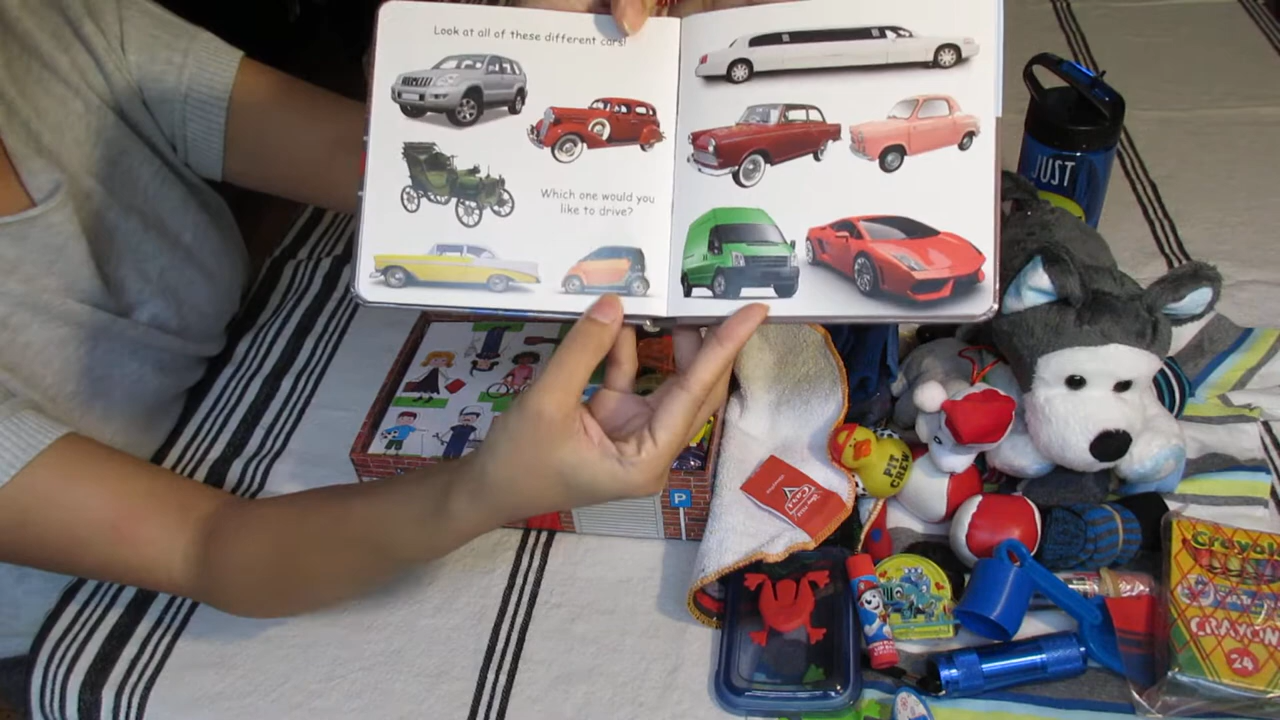 Look at all of these different cars!
Which one would you
like to drive?
JUST
PIT
CREW
CASA
P
Crayola
CRAYONS
24